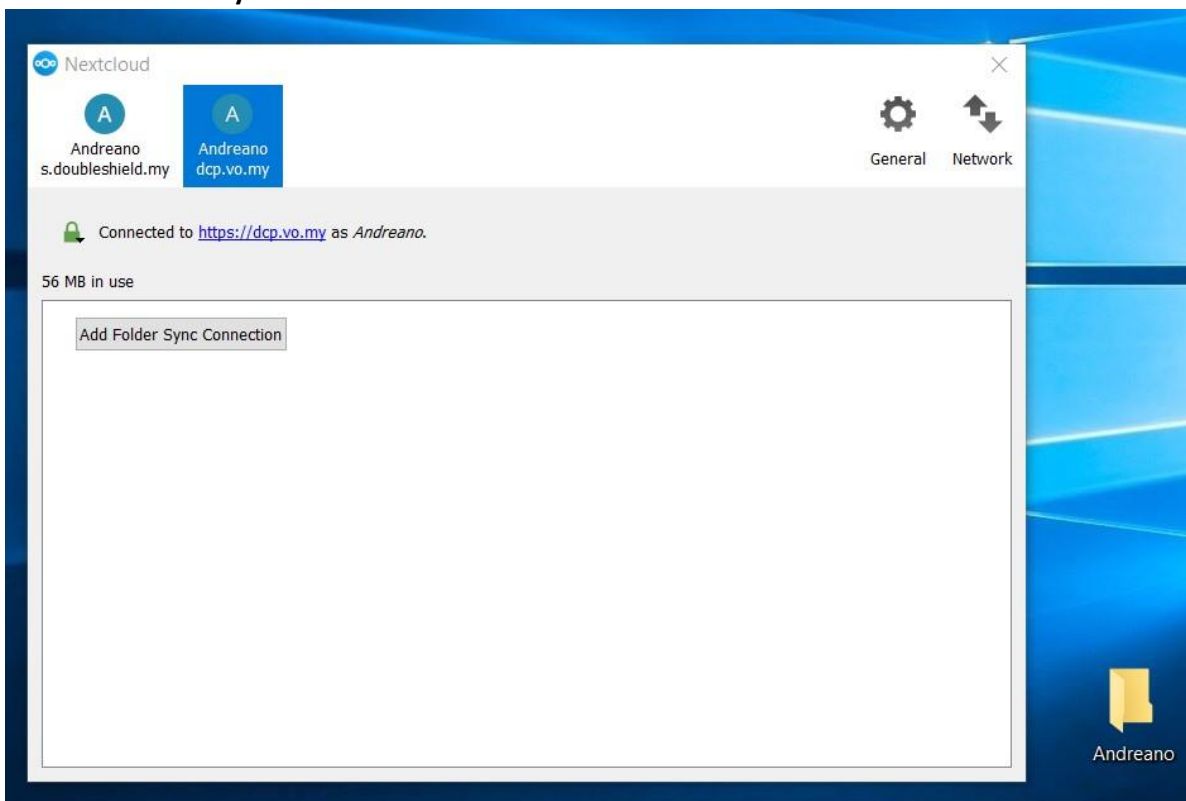 Nextcloud
A
Andreano
s.doubleshield.my
A
Andreano
dcp.vo.my
General
Network
Connected to https://dcp.vo.my as Andreano.
56 MB in use
Add Folder Sync Connection
Andreano